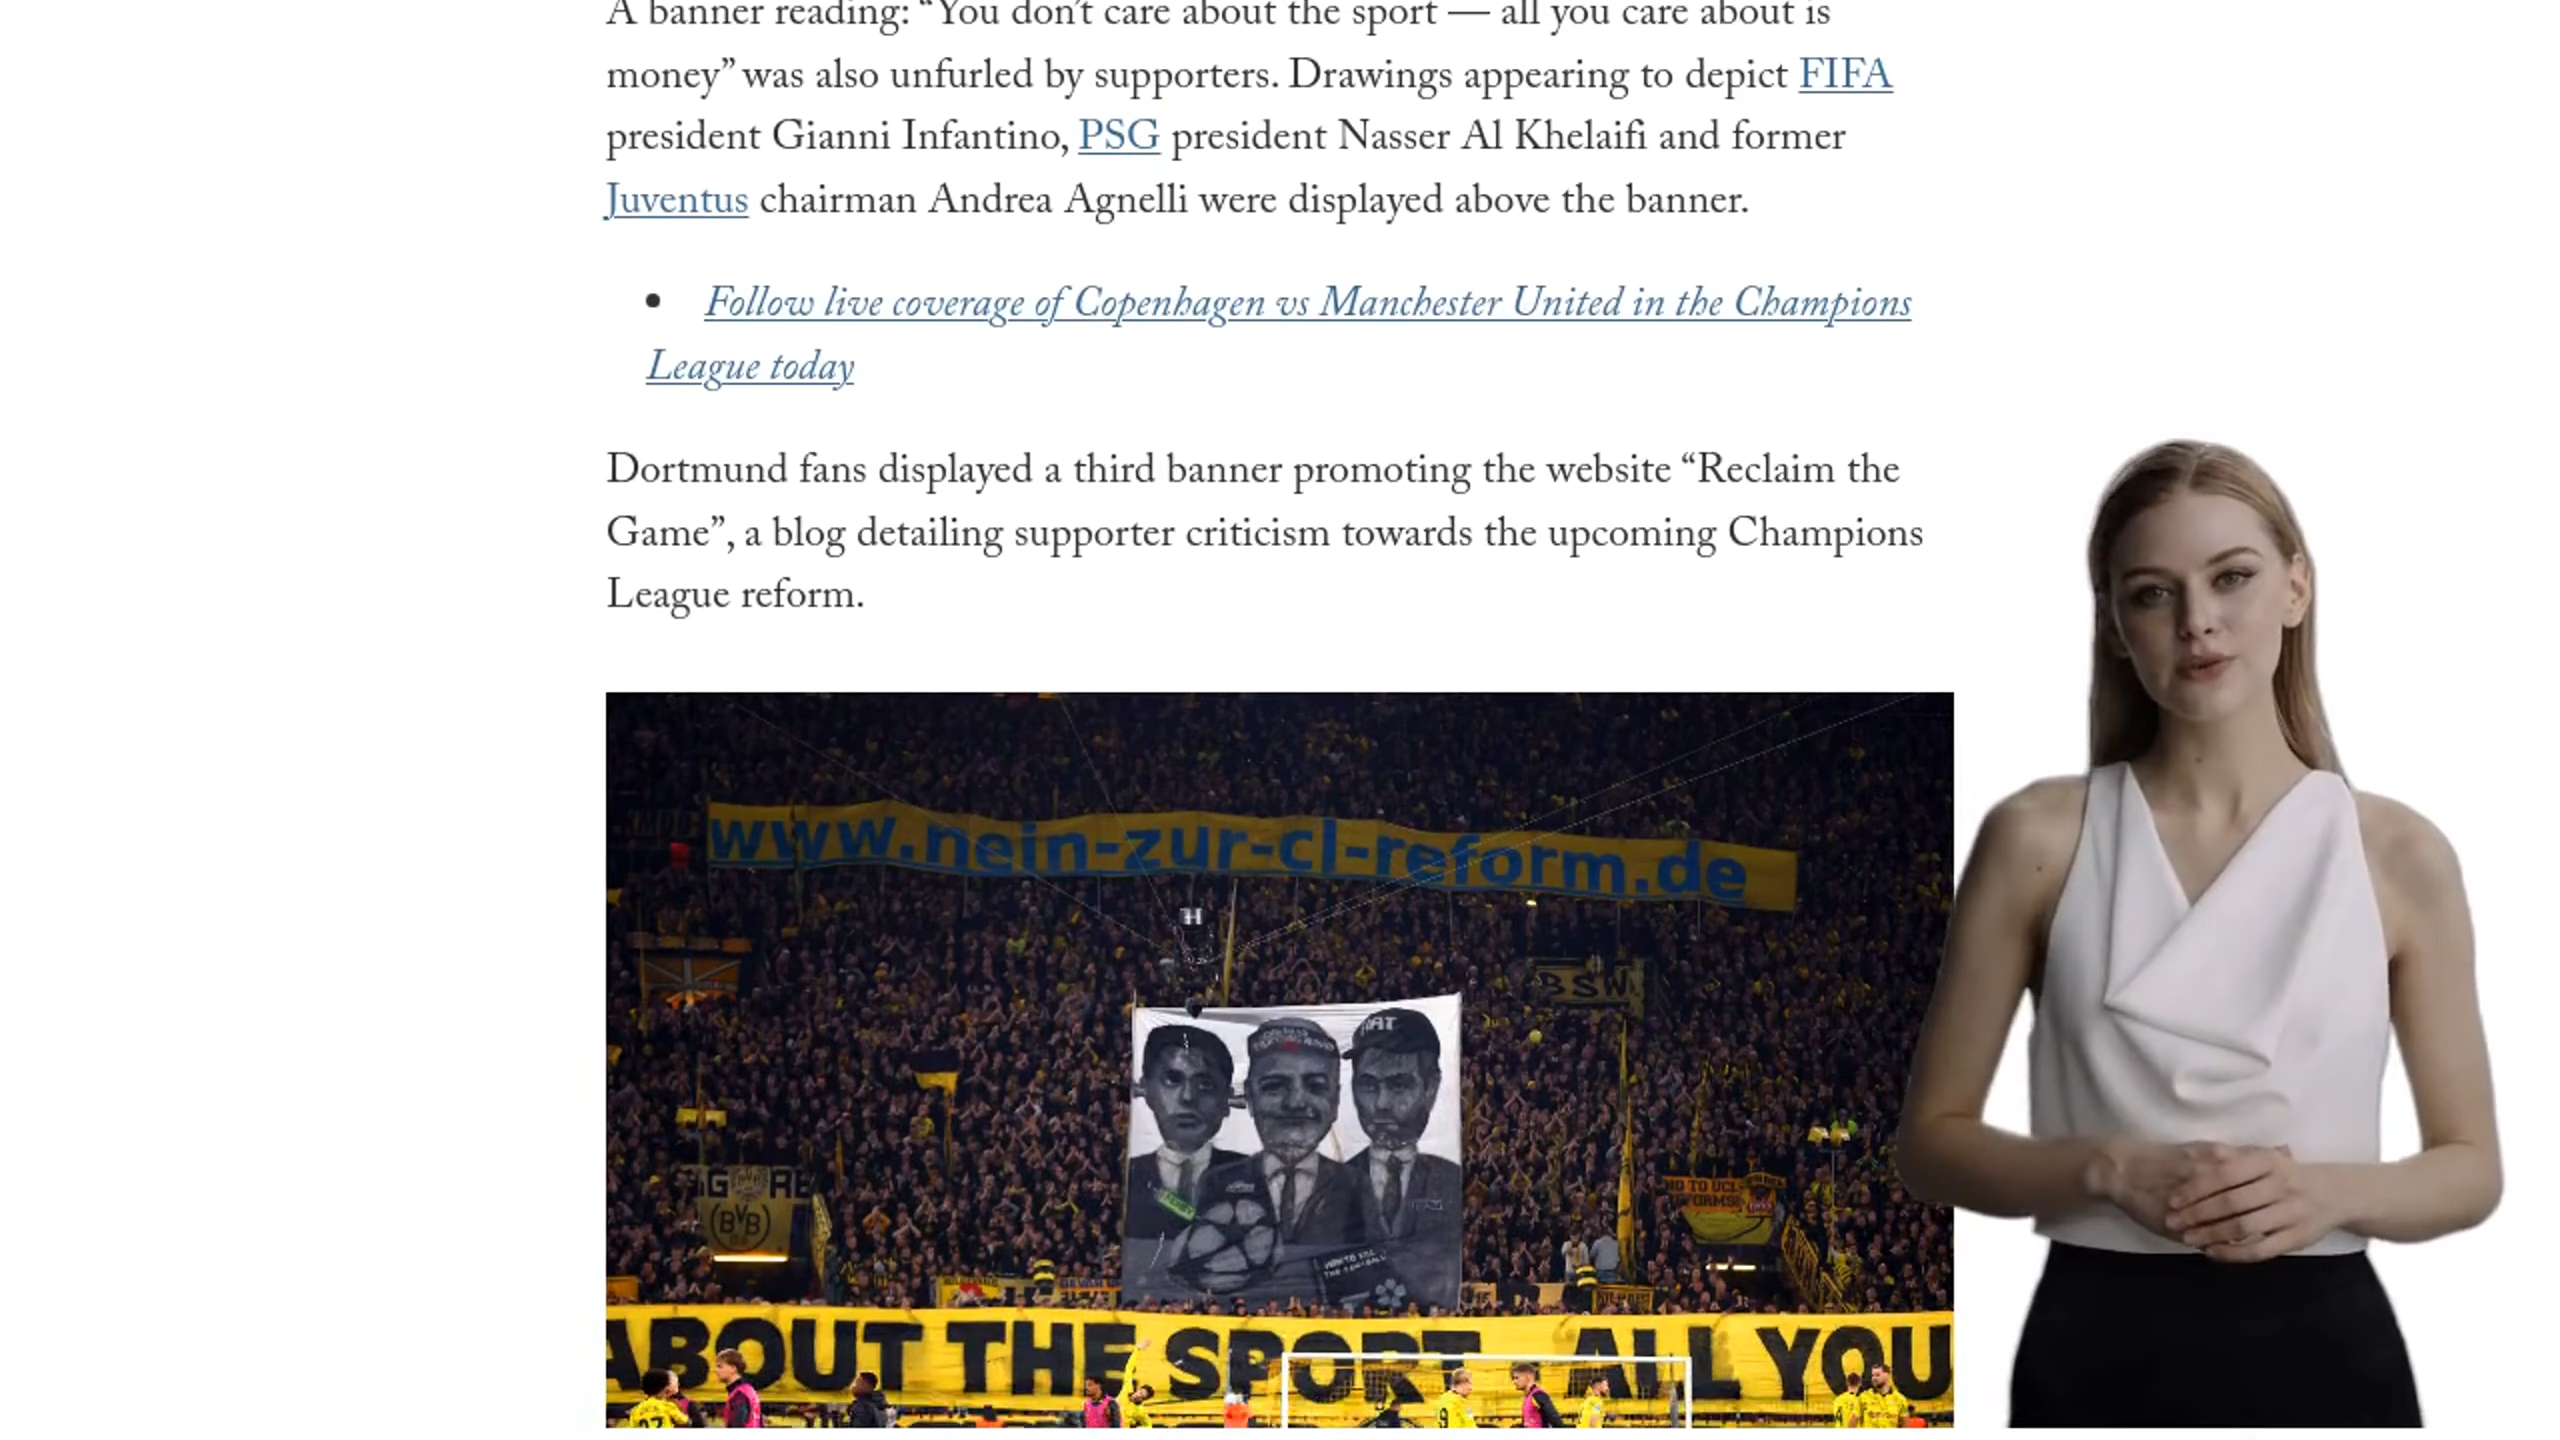 A banner reading: “You don’t care about the sport — all you care about is
money” was also unfurled by supporters. Drawings appearing to depict FIFA
president Gianni Infantino, PSG president Nasser Al Khelaifi and former
Juventus chairman Andrea Agnelli were displayed above the banner.
• Follow live coverage of Copenhagen vs Manchester United in the Champions
League today
Dortmund fans displayed a third banner promoting the website “Reclaim the
Game”, a blog detailing supporter criticism towards the upcoming Champions
League reform.
www.nein-zur-cl-reform.de
BSW
BVB
NO TO UCL
ABOUT THE SPORT ALL YOU